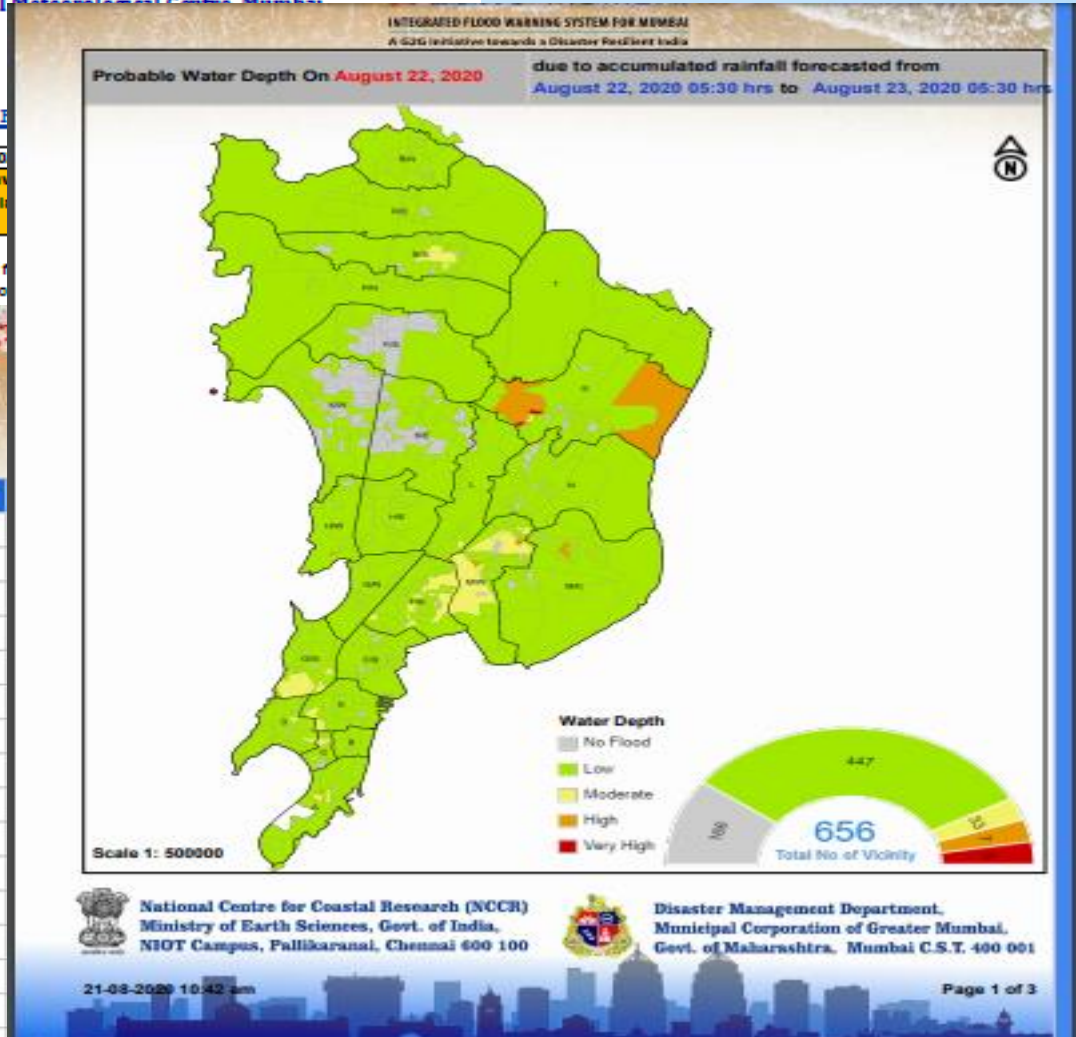 Meteorological Centre, Mumbai
INTEGRATED FLOOD WARNING SYSTEM FOR MUMBAI
A G2G Initiative towards a Disaster Resilient India
Probable Water Depth On August 22, 2020
due to accumulated rainfall forecasted from
August 22, 2020 05:30 hrs to August 23, 2020 05:30 hrs
N
T
L
Water Depth
No Flood
Low
Moderate
High
Very High
447
656
Total No of Vicinity
Scale 1: 500000
National Centre for Coastal Research (NCCR)
Ministry of Earth Sciences, Govt. of India,
NIOT Campus, Pallikaranai, Chennai 600 100
Disaster Management Department,
Municipal Corporation of Greater Mumbai,
Govt. of Maharashtra, Mumbai C.S.T. 400 001
21-08-2020 10:42 am
Page 1 of 3